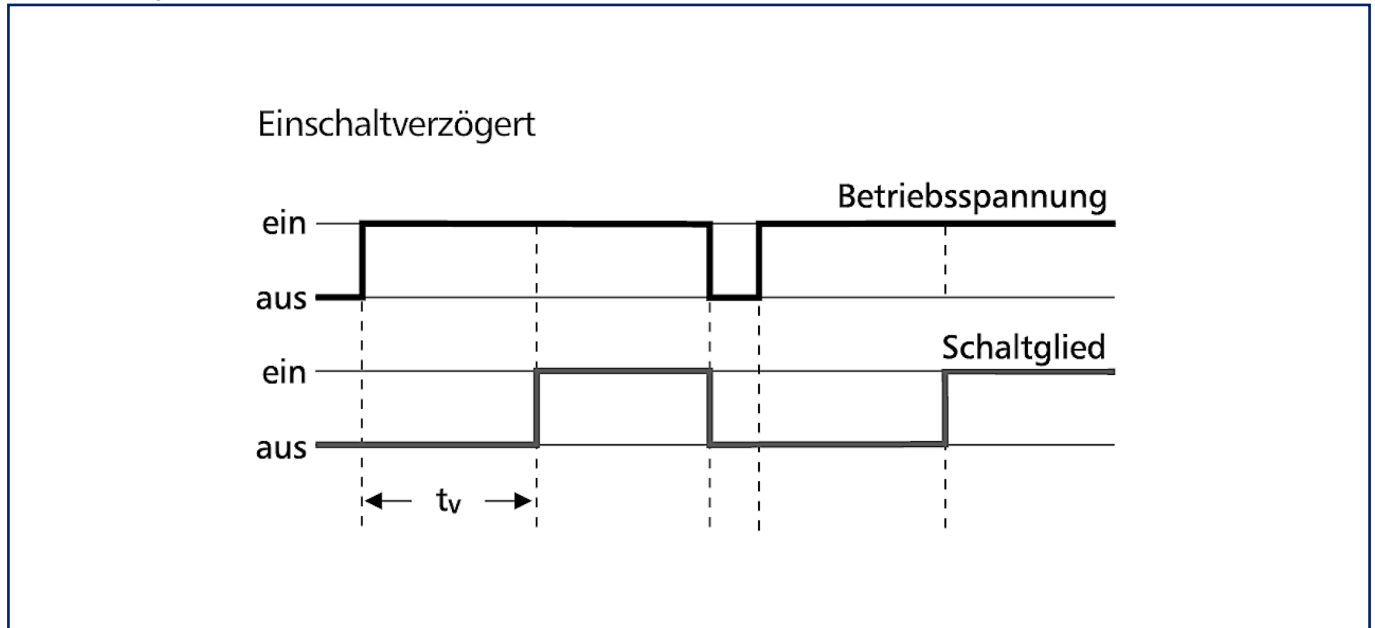 Einschaltverzögert
Betriebsspannung
ein
aus
Schaltglied
ein
aus
tv